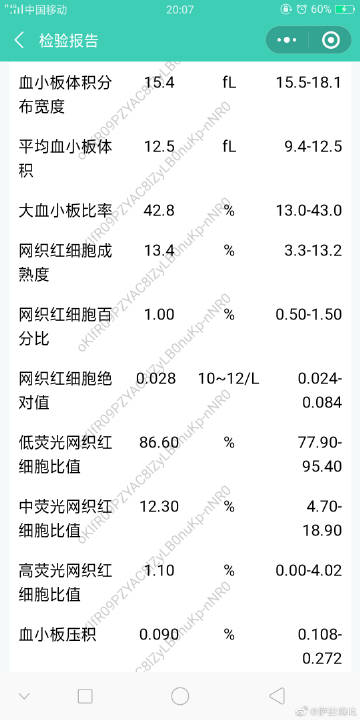 中国移动 20:07 60%
检验报告
血小板体积分 15.4 fL 15.5-18.1
布宽度
平均血小板体 12.5 fL 9.4-12.5
积
大血小板比率 42.8 % 13.0-43.0
网织红细胞成 13.4 % 3.3-13.2
熟度
网织红细胞百 1.00 % 0.50-1.50
分比
网织红细胞绝 0.028 10~12/L 0.024-
对值 0.084
低荧光网织红 86.60 % 77.90-
细胞比值 95.40
中荧光网织红 12.30 % 4.70-
细胞比值 18.90
高荧光网织红 1.10 % 0.00-4.02
细胞比值
血小板压积 0.090 % 0.108-
0.272